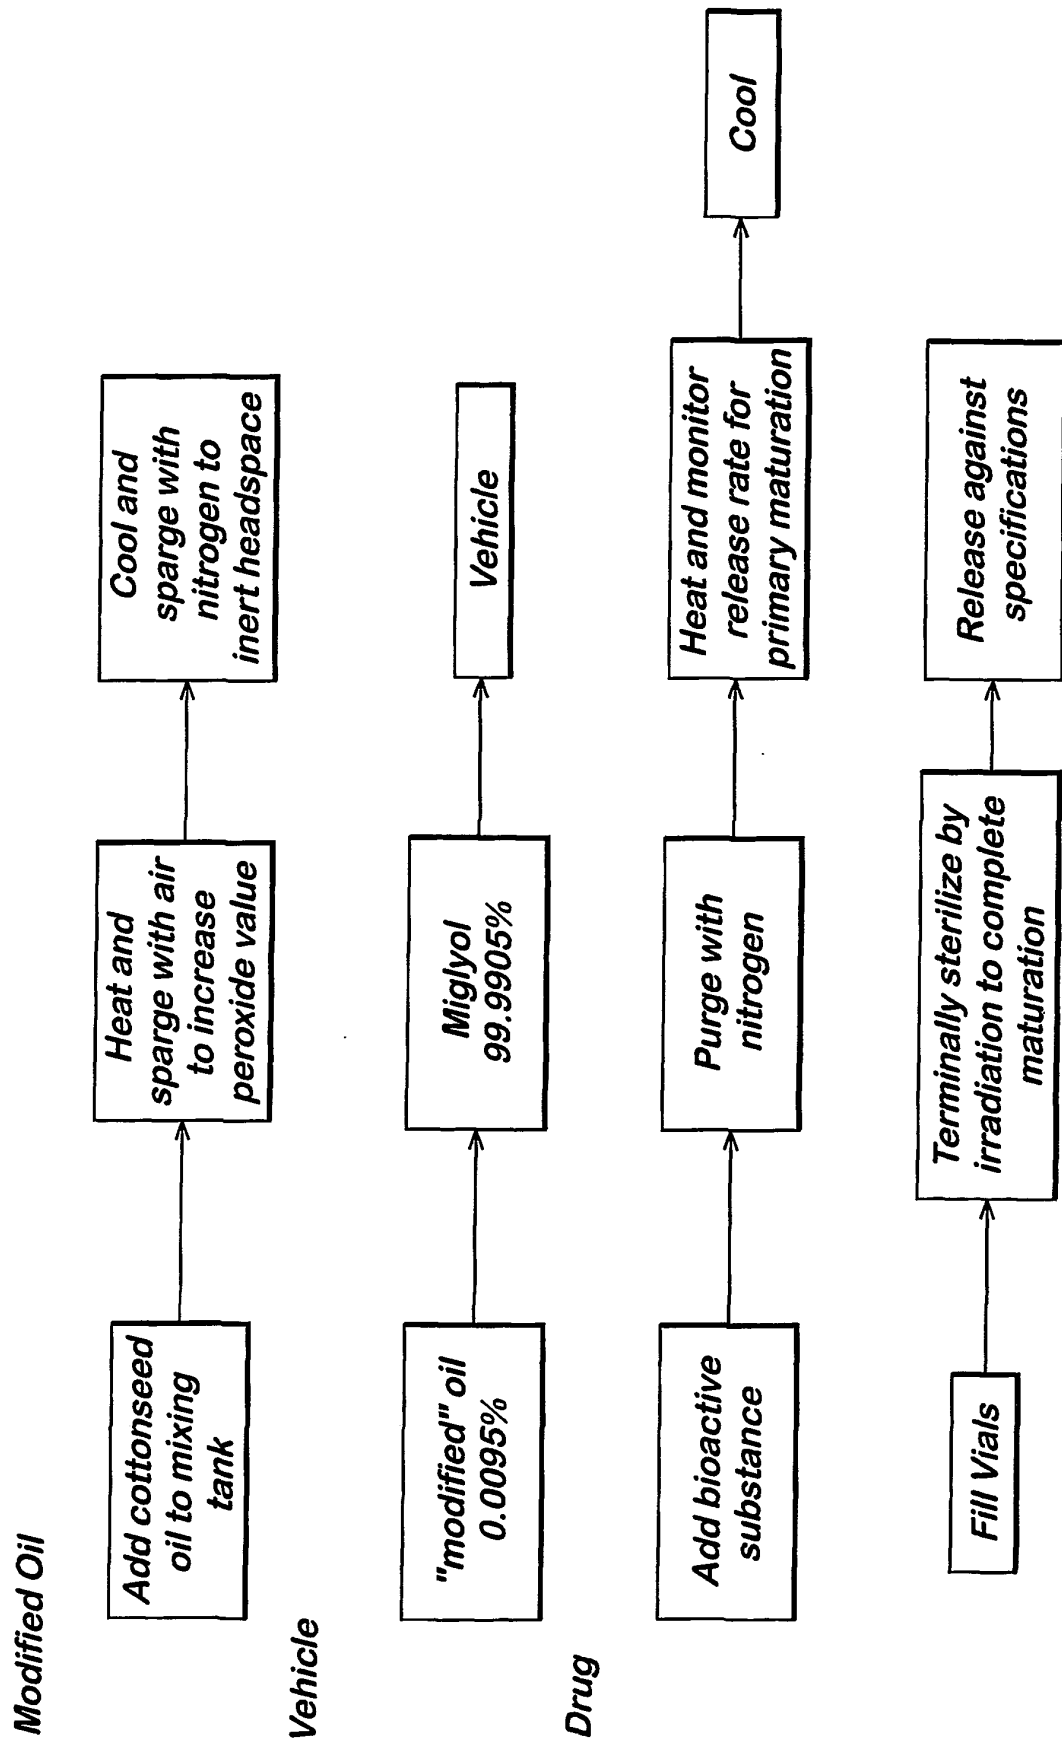 Modified Oil
Add cottonseed
oil to mixing
tank
Heat and
sparge with air
to increase
peroxide value
Cool and
sparge with
nitrogen to
inert headspace
Vehicle
"modified" oil
0.0095%
Miglyol
99.9905%
Vehicle
Drug
Add bioactive
substance
Purge with
nitrogen
Heat and monitor
release rate for
primary maturation
Cool
Fill Vials
Terminally sterilize by
irradiation to complete
maturation
Release against
specifications